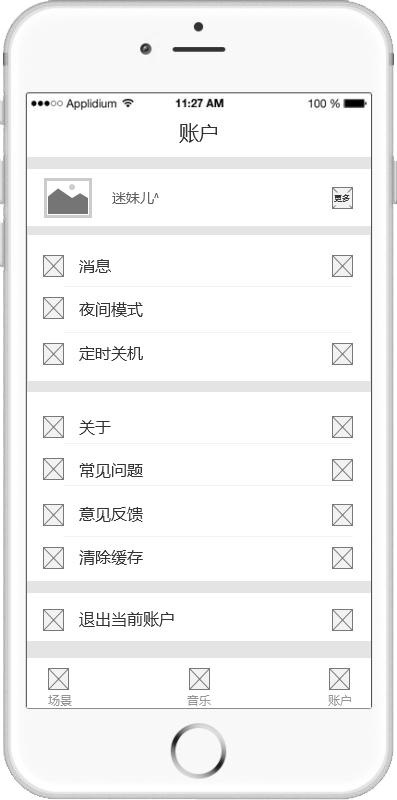 ●●●○○ Applidium 11:27 AM 100 %
账户
迷妹儿^ 更多
消息
夜间模式
定时关机
关于
常见问题
意见反馈
清除缓存
退出当前账户
场景 音乐 账户